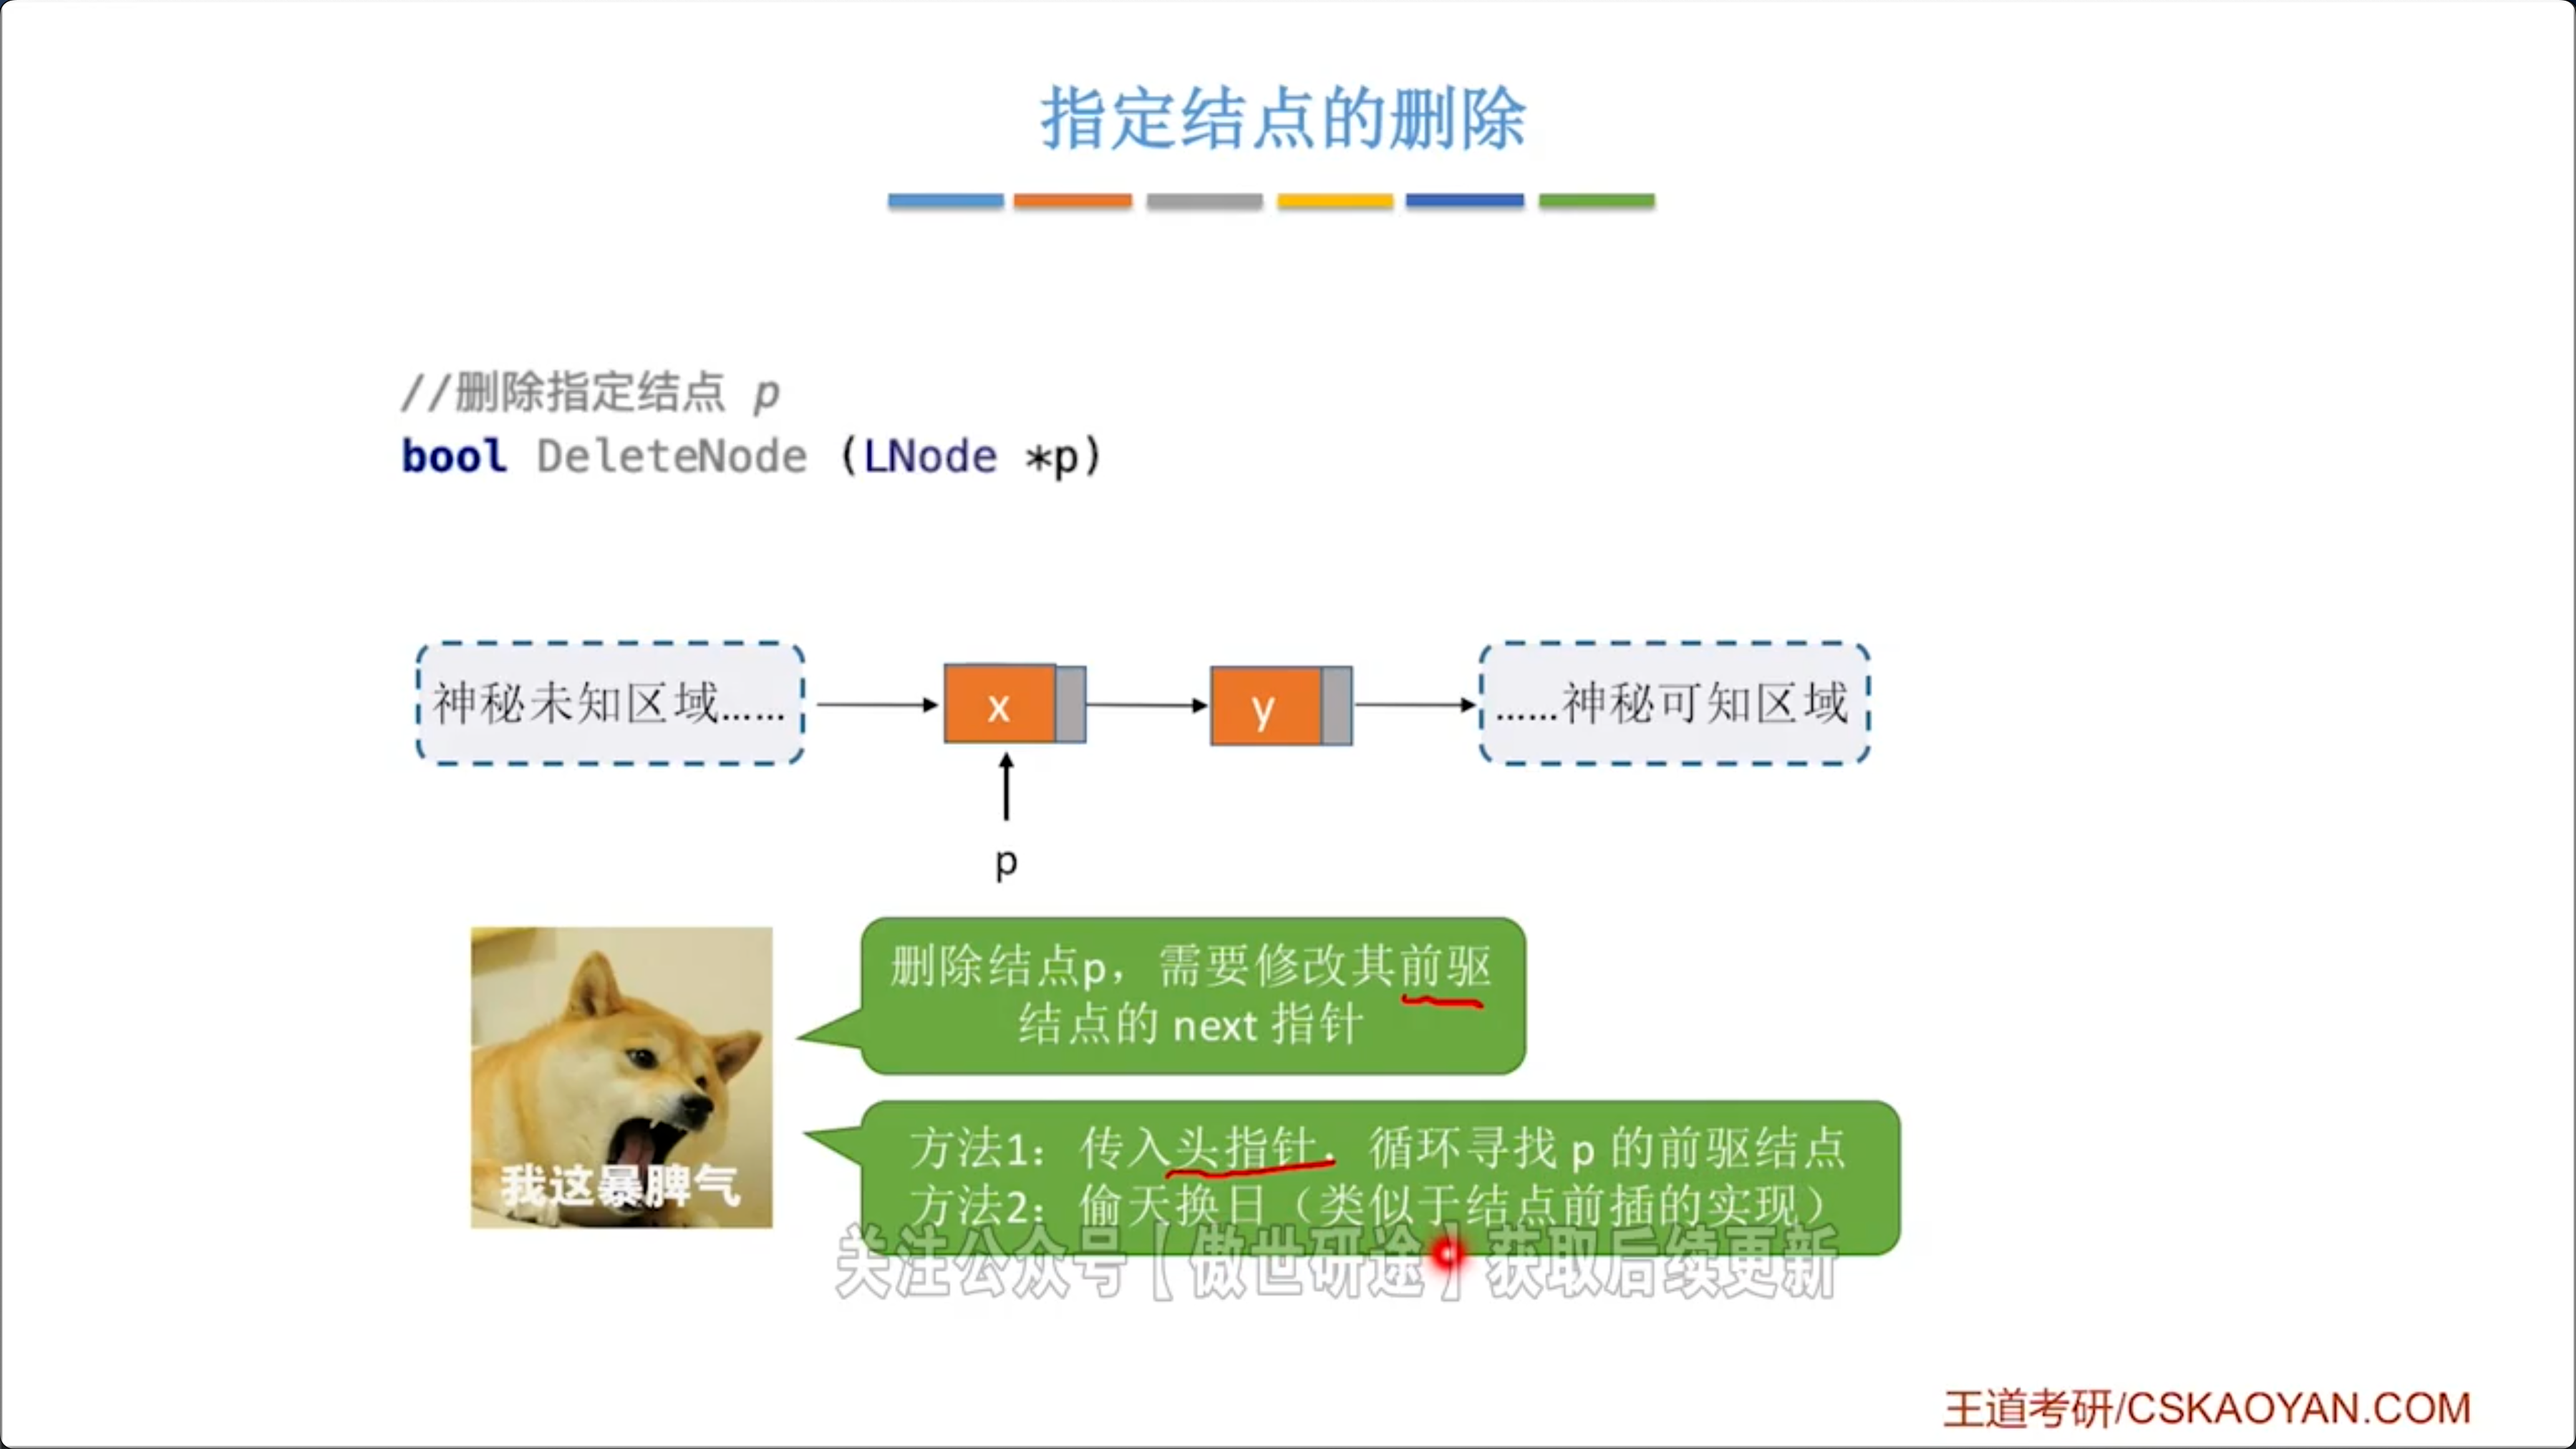 指定结点的删除
//删除指定结点 p
bool DeleteNode (LNode *p)
神秘未知区域......
x
y
......神秘可知区域
p
删除结点p，需要修改其前驱
结点的 next 指针
我这暴脾气
方法1：传入头指针，循环寻找 p 的前驱结点
方法2：偷天换日（类似于结点前插的实现）
关注公众号【傲世研途】获取后续更新
王道考研/CSKAOYAN.COM